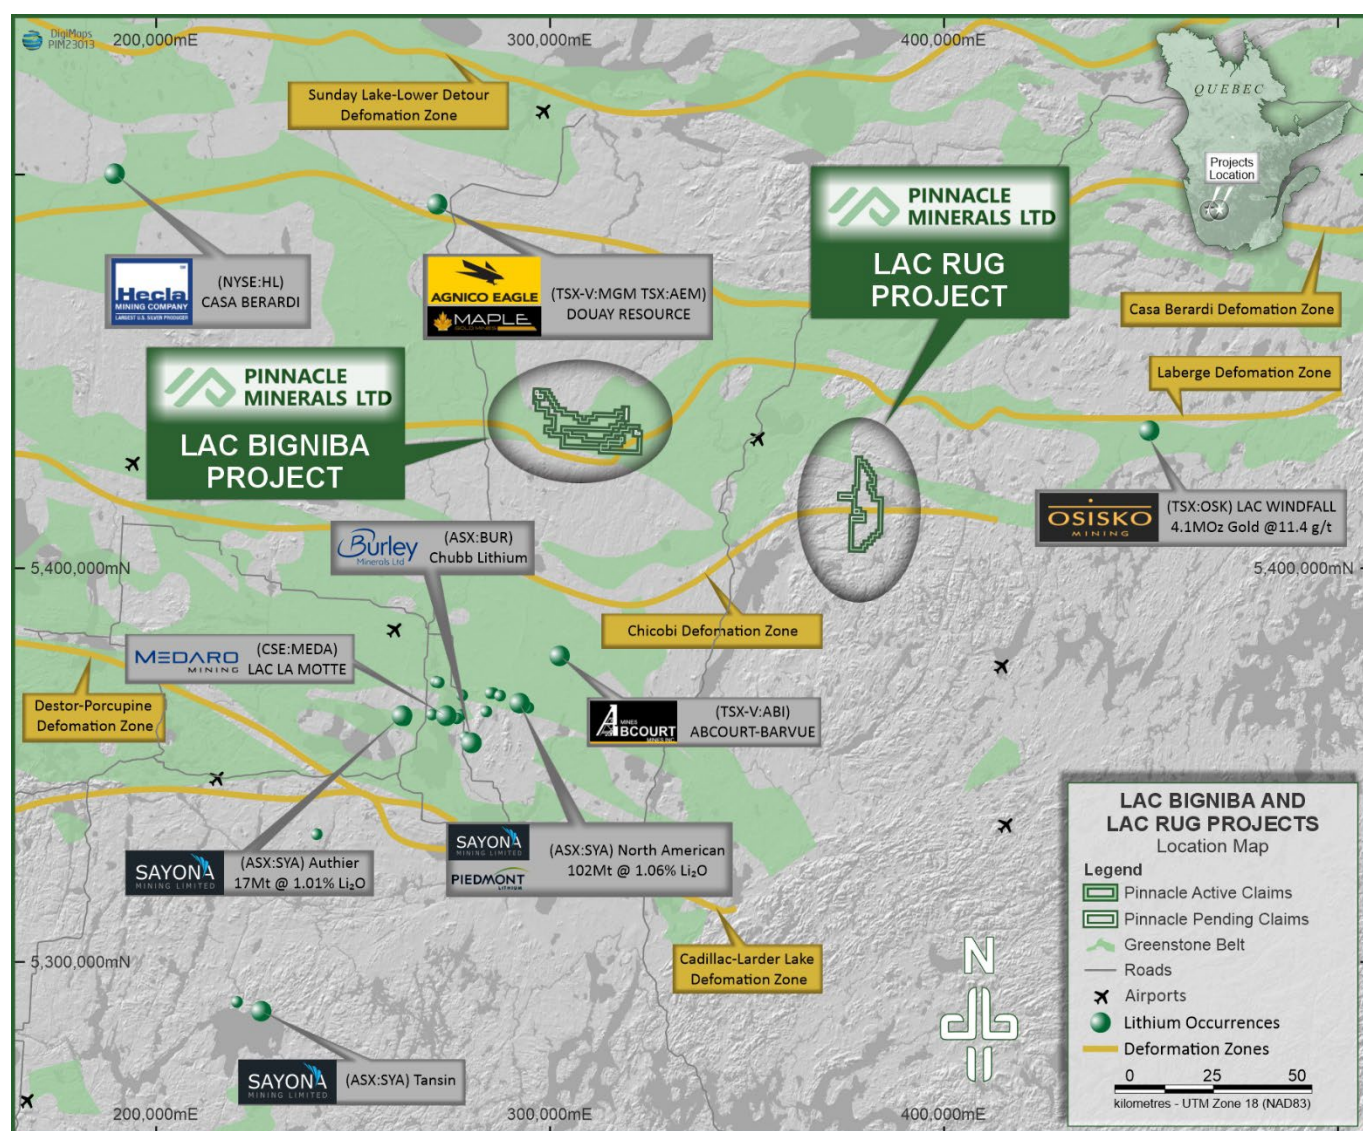 DigiMaps
PIM23013
200,000mE
300,000mE
400,000mE
Sunday Lake-Lower Detour
Defomation Zone
QUEBEC
Projects
Location
PINNACLE
MINERALS LTD
LAC RUG
PROJECT
Hecla
MINING COMPANY
LARGEST U.S. SILVER PRODUCER
(NYSE:HL)
CASA BERARDI
AGNICO EAGLE
MAPLE
GOLD MINES
(TSX-V:MGM TSX:AEM)
DOUAY RESOURCE
Casa Berardi Defomation Zone
Laberge Defomation Zone
PINNACLE
MINERALS LTD
LAC BIGNIBA
PROJECT
OSISKO
MINING
(TSX:OSK) LAC WINDFALL
4.1MOz Gold @11.4 g/t
Burley
Minerals Ltd
(ASX:BUR)
Chubb Lithium
5,400,000mN
5,400,000mN
Chicobi Defomation Zone
MEDARO
MINING
(CSE:MEDA)
LAC LA MOTTE
Destor-Porcupine
Defomation Zone
MINES
ABCOURT
MINES INC
(TSX-V:ABI)
ABCOURT-BARVUE
SAYONA
MINING LIMITED
(ASX:SYA) Authier
17Mt @ 1.01% Li₂O
SAYONA
MINING LIMITED
PIEDMONT
LITHIUM
(ASX:SYA) North American
102Mt @ 1.06% Li₂O
Cadillac-Larder Lake
Defomation Zone
5,300,000mN
N
SAYONA
MINING LIMITED
(ASX:SYA) Tansin
200,000mE
300,000mE
400,000mE
LAC BIGNIBA AND
LAC RUG PROJECTS
Location Map
Legend
Pinnacle Active Claims
Pinnacle Pending Claims
Greenstone Belt
Roads
Airports
Lithium Occurrences
Deformation Zones
0 25 50
kilometres - UTM Zone 18 (NAD83)